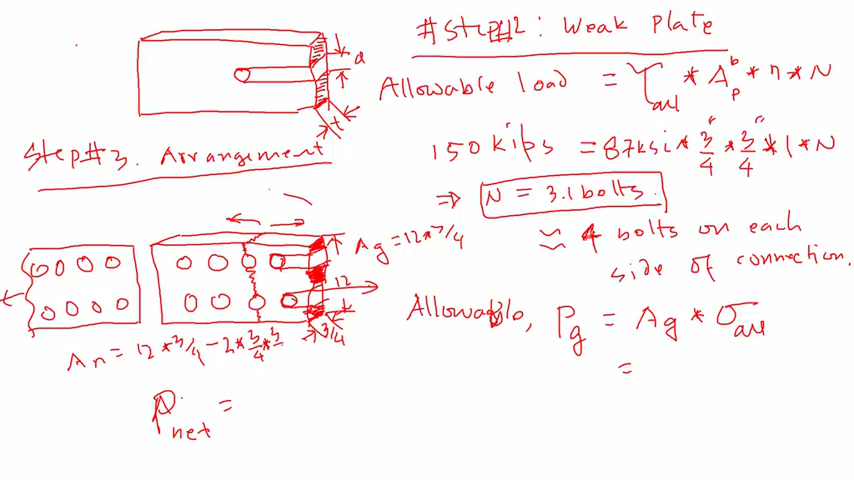 #Step#2: Weak Plate
a
t
Allowable load = τall * Apb * n * N
150 kips = 87ksi * 3"/4 * 3"/4 * 1 * N
⇒ N = 3.1 bolts.
≈ 4 bolts on each
side of connection.
Step#3. Arrangement
Ag = 12*3/4
12
3/4
An = 12*3/4 - 2*3/4*3/4
Allowable, Pg = Ag * σall
=
Pnet =